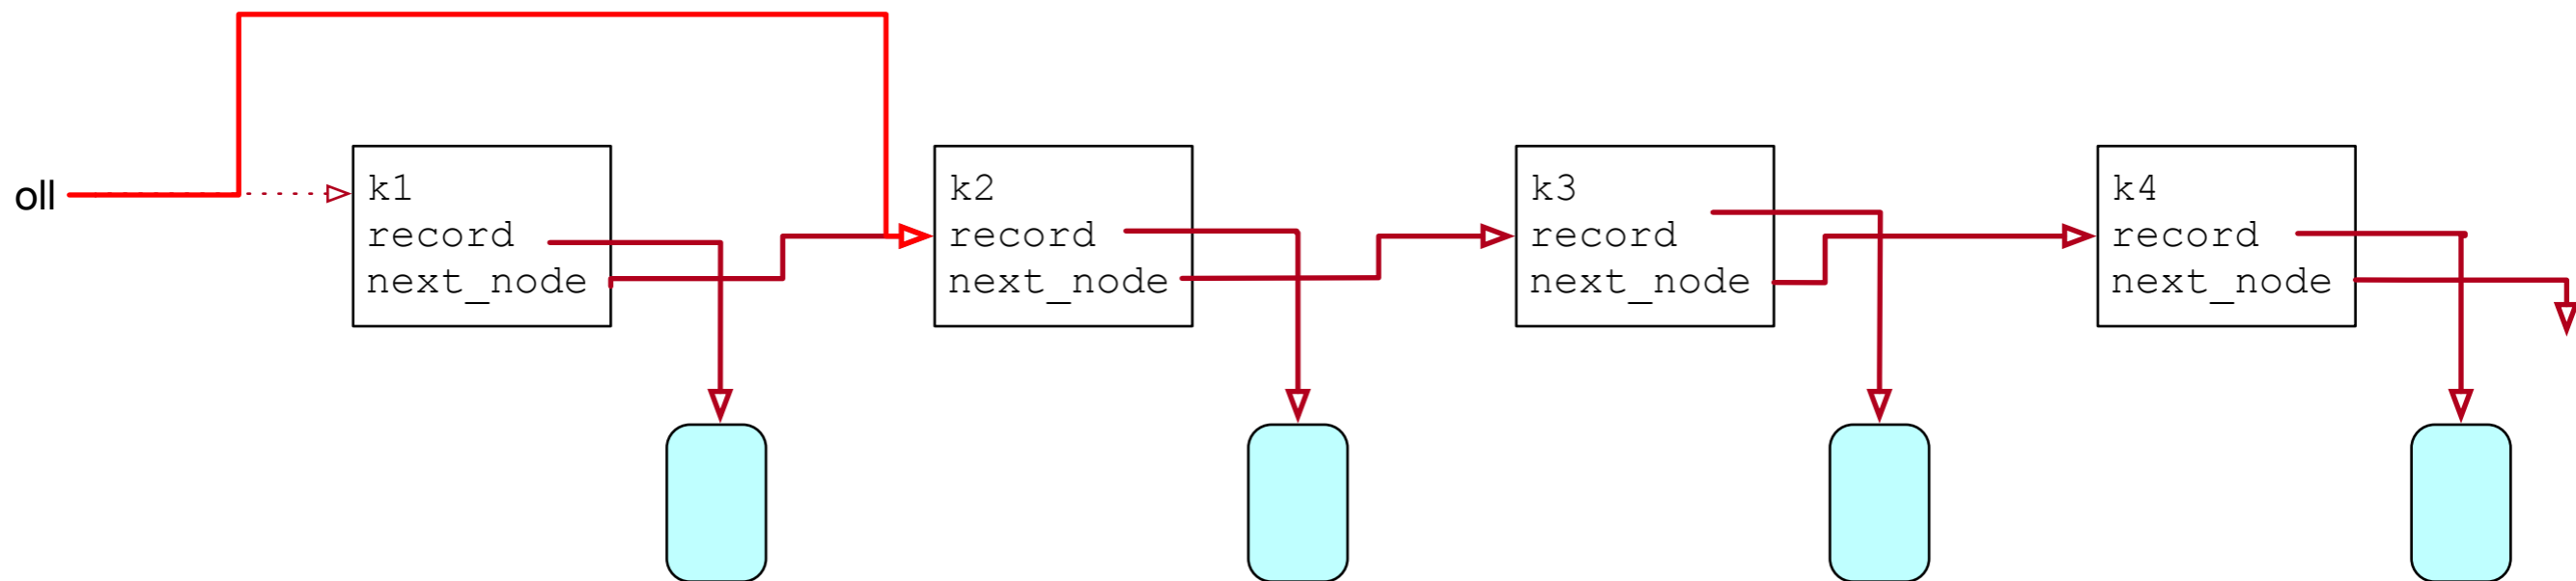 oll
k1
record
next_node
k2
record
next_node
k3
record
next_node
k4
record
next_node